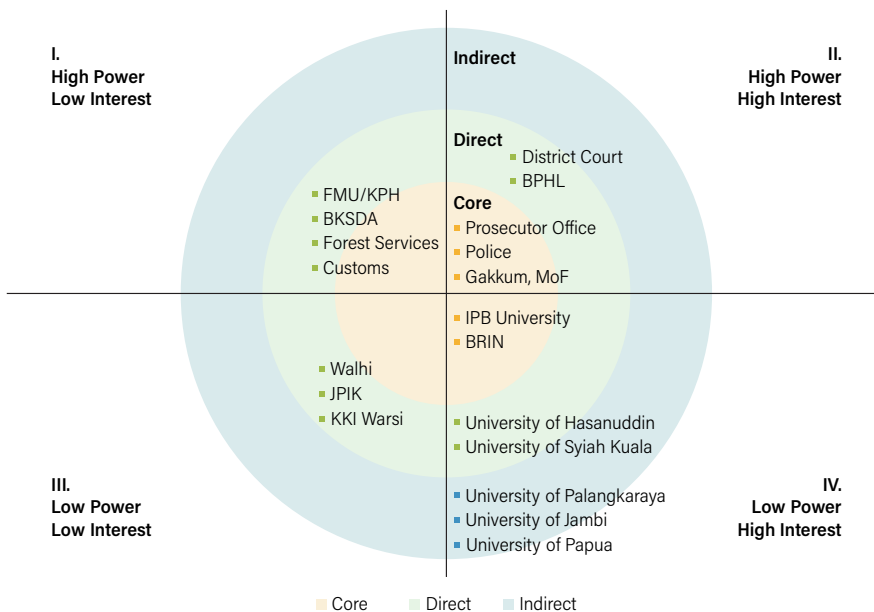 I.
High Power
Low Interest
II.
High Power
High Interest
Indirect
Direct
District Court
BPHL
FMU/KPH
BKSDA
Forest Services
Customs
Core
Prosecutor Office
Police
Gakkum, MoF
IPB University
BRIN
Walhi
JPIK
KKI Warsi
University of Hasanuddin
University of Syiah Kuala
III.
Low Power
Low Interest
University of Palangkaraya
University of Jambi
University of Papua
IV.
Low Power
High Interest
Core
Direct
Indirect